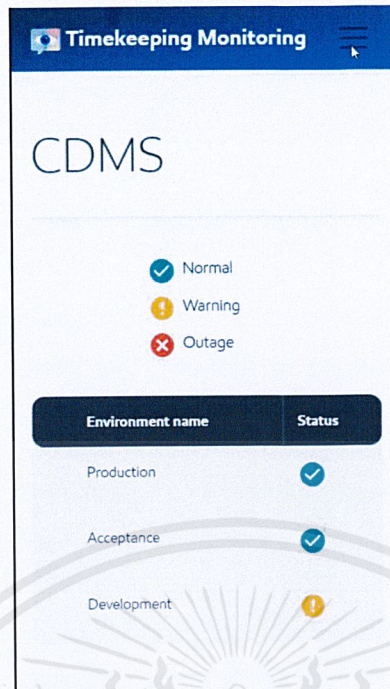 Timekeeping Monitoring
CDMS
Normal
Warning
Outage
Environment name Status
Production
Acceptance
Development